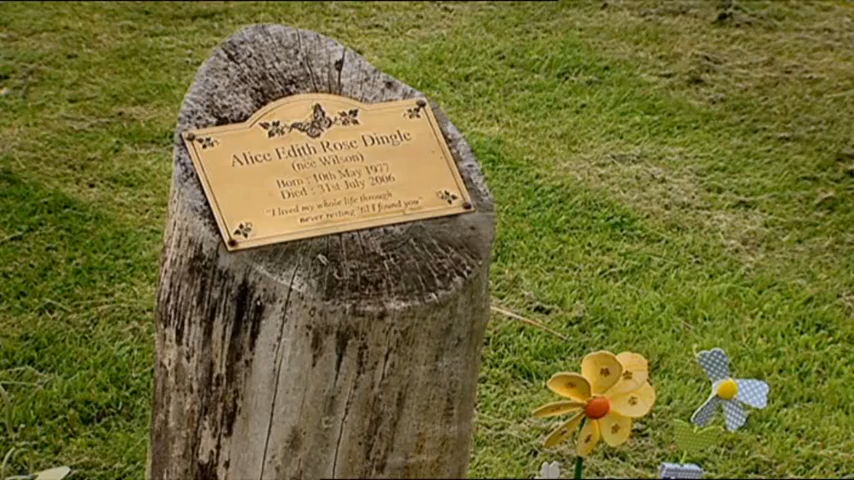 Alice Edith Rose Dingle
(née Wilson)
Born : 10th May 1977
Died : 31st July 2006
"I lived my whole life through
never resting 'til I found you"